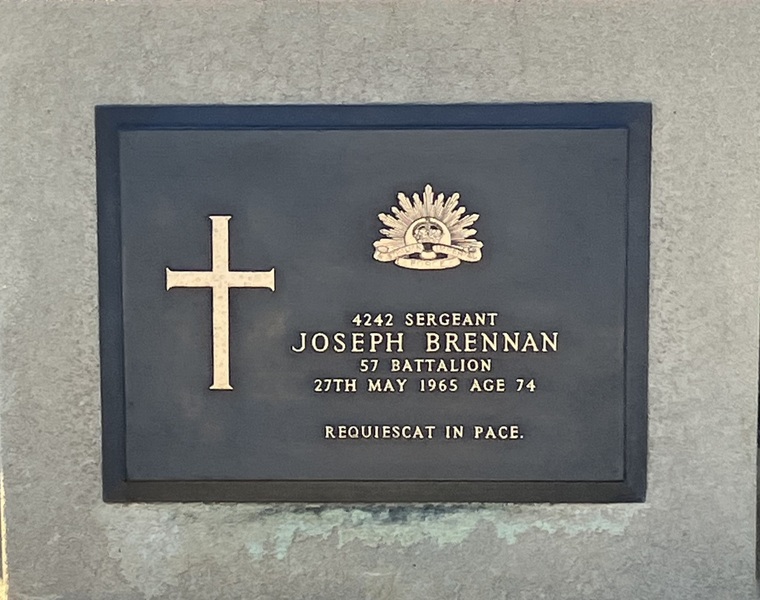 4242 SERGEANT
JOSEPH BRENNAN
57 BATTALION
27TH MAY 1965 AGE 74
REQUIESCAT IN PACE.